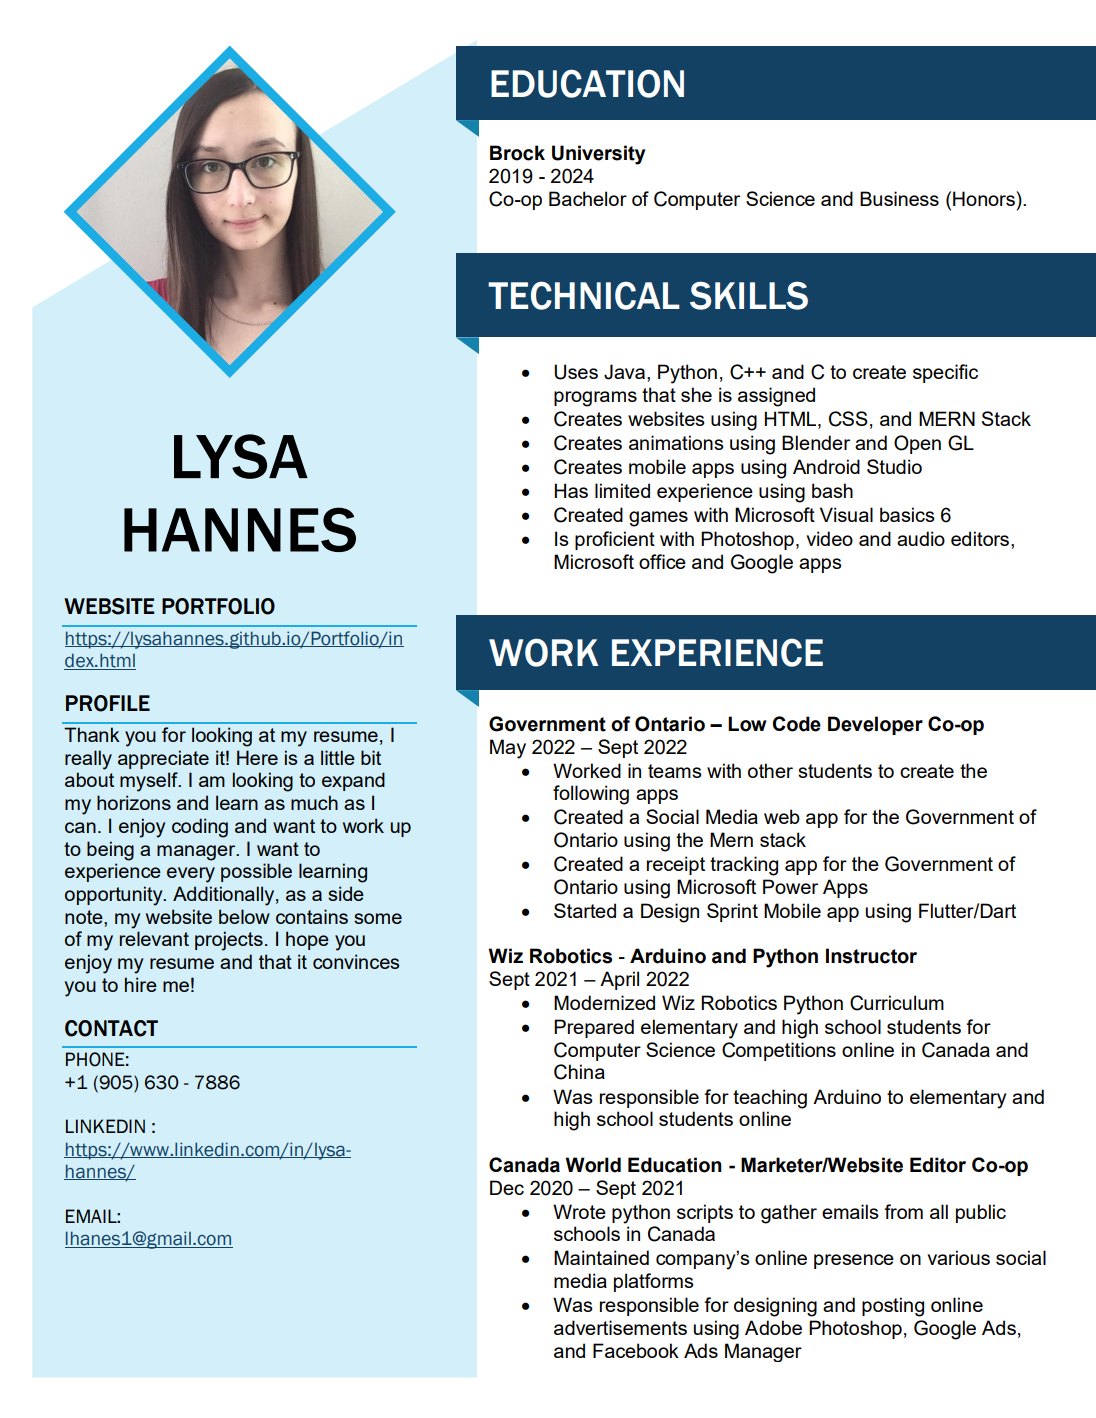 LYSA
HANNES
WEBSITE PORTFOLIO
https://lysahannes.github.io/Portfolio/in
dex.html
PROFILE
Thank you for looking at my resume, I
really appreciate it! Here is a little bit
about myself. I am looking to expand
my horizons and learn as much as I
can. I enjoy coding and want to work up
to being a manager. I want to
experience every possible learning
opportunity. Additionally, as a side
note, my website below contains some
of my relevant projects. I hope you
enjoy my resume and that it convinces
you to hire me!
CONTACT
PHONE:
+1 (905) 630 - 7886
LINKEDIN :
https://www.linkedin.com/in/lysa-
hannes/
EMAIL:
lhanes1@gmail.com
EDUCATION
Brock University
2019 - 2024
Co-op Bachelor of Computer Science and Business (Honors).
TECHNICAL SKILLS
• Uses Java, Python, C++ and C to create specific
programs that she is assigned
• Creates websites using HTML, CSS, and MERN Stack
• Creates animations using Blender and Open GL
• Creates mobile apps using Android Studio
• Has limited experience using bash
• Created games with Microsoft Visual basics 6
• Is proficient with Photoshop, video and audio editors,
Microsoft office and Google apps
WORK EXPERIENCE
Government of Ontario – Low Code Developer Co-op
May 2022 – Sept 2022
• Worked in teams with other students to create the
following apps
• Created a Social Media web app for the Government of
Ontario using the Mern stack
• Created a receipt tracking app for the Government of
Ontario using Microsoft Power Apps
• Started a Design Sprint Mobile app using Flutter/Dart
Wiz Robotics - Arduino and Python Instructor
Sept 2021 – April 2022
• Modernized Wiz Robotics Python Curriculum
• Prepared elementary and high school students for
Computer Science Competitions online in Canada and
China
• Was responsible for teaching Arduino to elementary and
high school students online
Canada World Education - Marketer/Website Editor Co-op
Dec 2020 – Sept 2021
• Wrote python scripts to gather emails from all public
schools in Canada
• Maintained company’s online presence on various social
media platforms
• Was responsible for designing and posting online
advertisements using Adobe Photoshop, Google Ads,
and Facebook Ads Manager